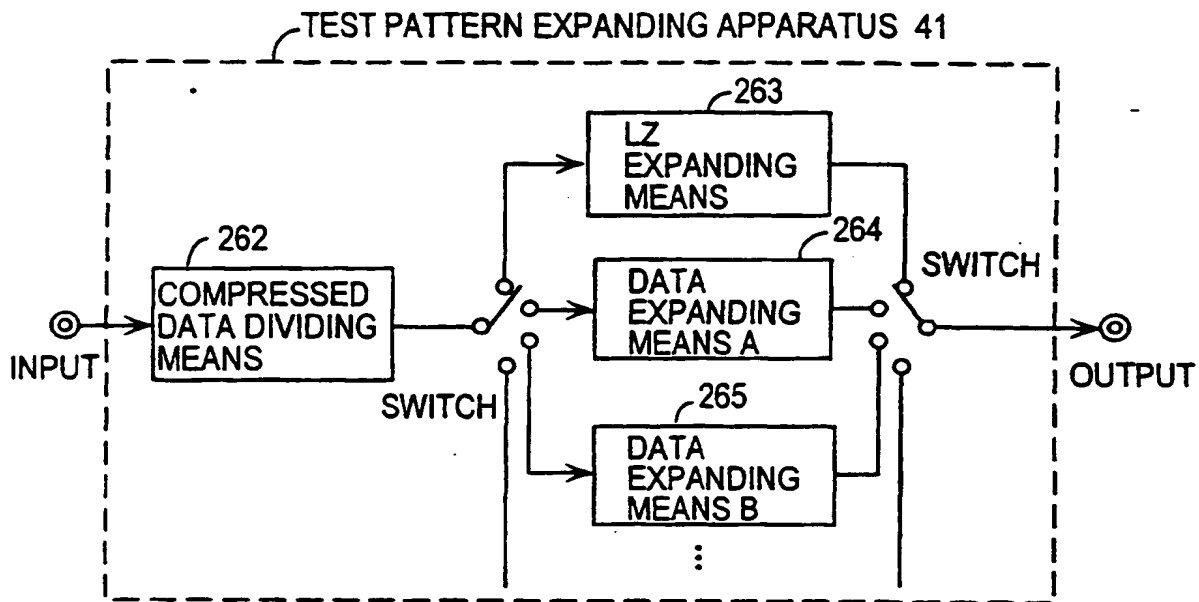 TEST PATTERN EXPANDING APPARATUS 41
263
LZ
EXPANDING
MEANS
262
COMPRESSED
DATA DIVIDING
MEANS
264
DATA
EXPANDING
MEANS A
SWITCH
INPUT
OUTPUT
SWITCH
265
DATA
EXPANDING
MEANS B
⋮